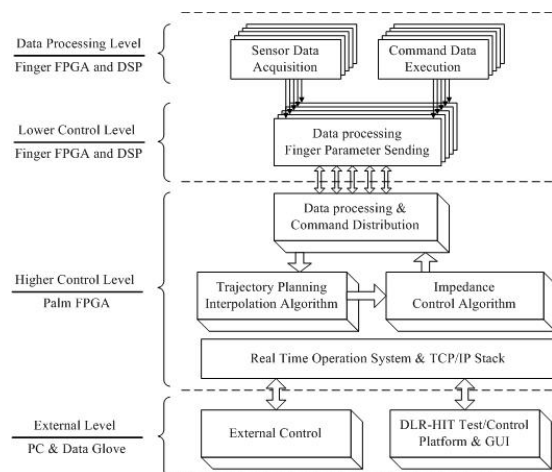 Data Processing Level
Finger FPGA and DSP
Sensor Data
Acquisition
Command Data
Execution
Lower Control Level
Finger FPGA and DSP
Data processing
Finger Parameter Sending
Higher Control Level
Palm FPGA
Data processing &
Command Distribution
Trajectory Planning
Interpolation Algorithm
Impedance
Control Algorithm
Real Time Operation System & TCP/IP Stack
External Level
PC & Data Glove
External Control
DLR-HIT Test/Control
Platform & GUI